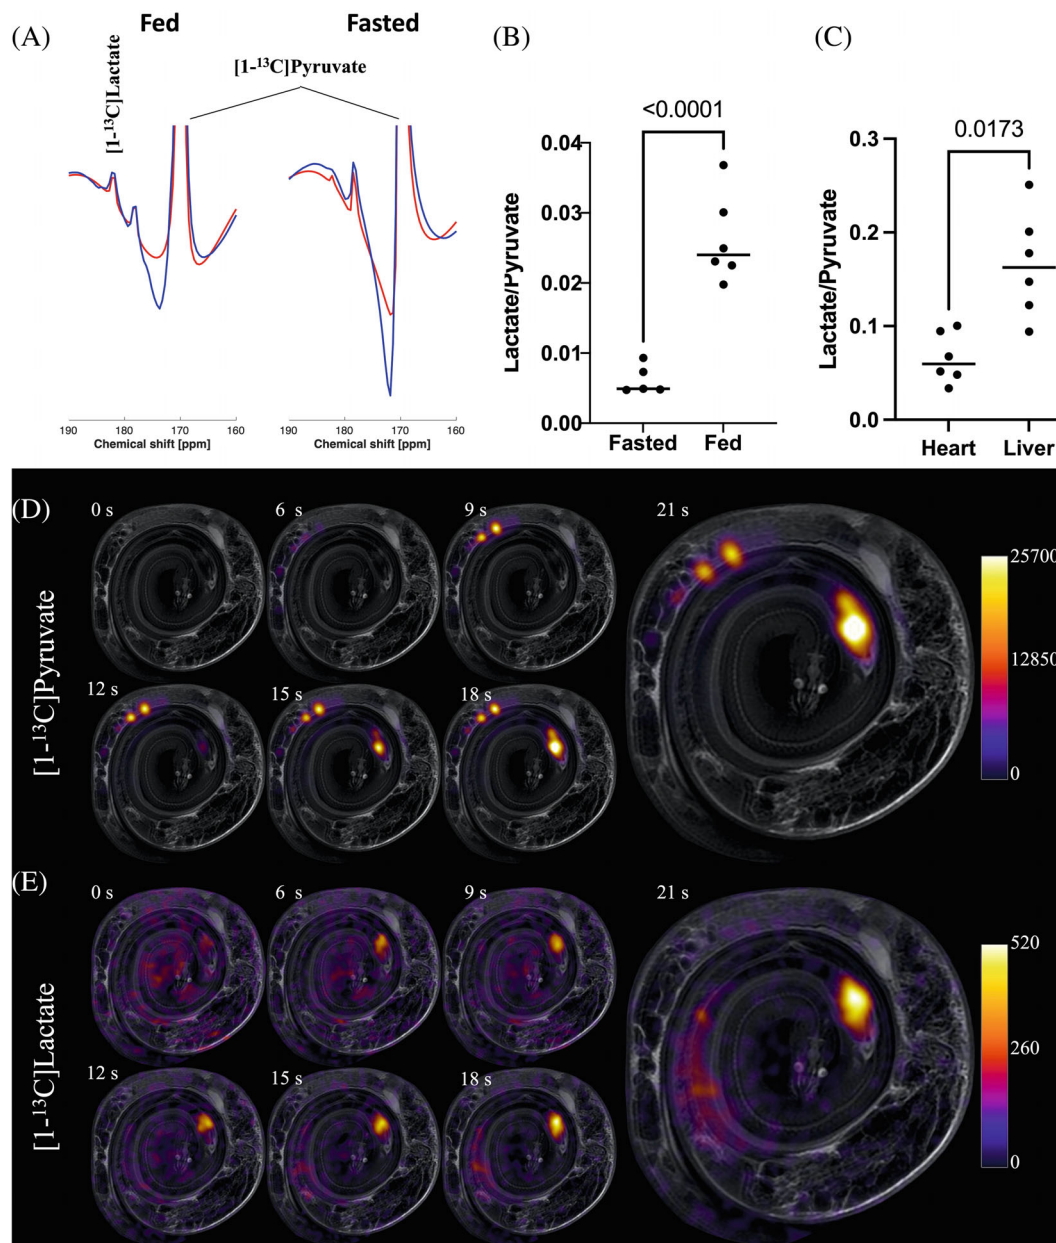 (A)
Fed
Fasted
[1-¹³C]Pyruvate
[1-¹³C]Lactate
190 180 170 160
Chemical shift [ppm]
190 180 170 160
Chemical shift [ppm]
(B)
<0.0001
Lactate/Pyruvate
0.04
0.03
0.02
0.01
0.00
Fasted Fed
(C)
0.0173
Lactate/Pyruvate
0.3
0.2
0.1
0.0
Heart Liver
(D)
[1-¹³C]Pyruvate
0 s
6 s
9 s
21 s
12 s
15 s
18 s
25700
12850
0
(E)
[1-¹³C]Lactate
0 s
6 s
9 s
21 s
12 s
15 s
18 s
520
260
0